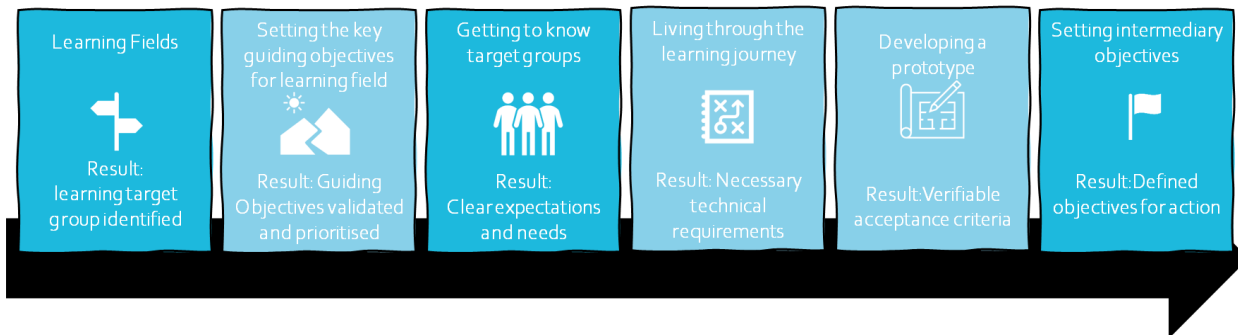 Learning Fields
Result:
learning target
group identified
Setting the key
guiding objectives
for learning field
Result: Guiding
Objectives validated
and prioritised
Getting to know
target groups
Result:
Clear expectations
and needs
Living through the
learning journey
Result: Necessary
technical
requirements
Developing a
prototype
Result:Verifiable
acceptance criteria
Setting intermediary
objectives
Result:Defined
objectives for action